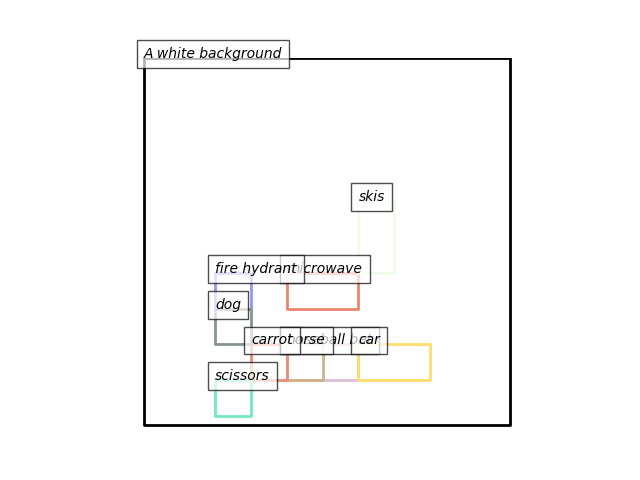 A white background
skis
fire hydrant
microwave
dog
carrot
car
scissors